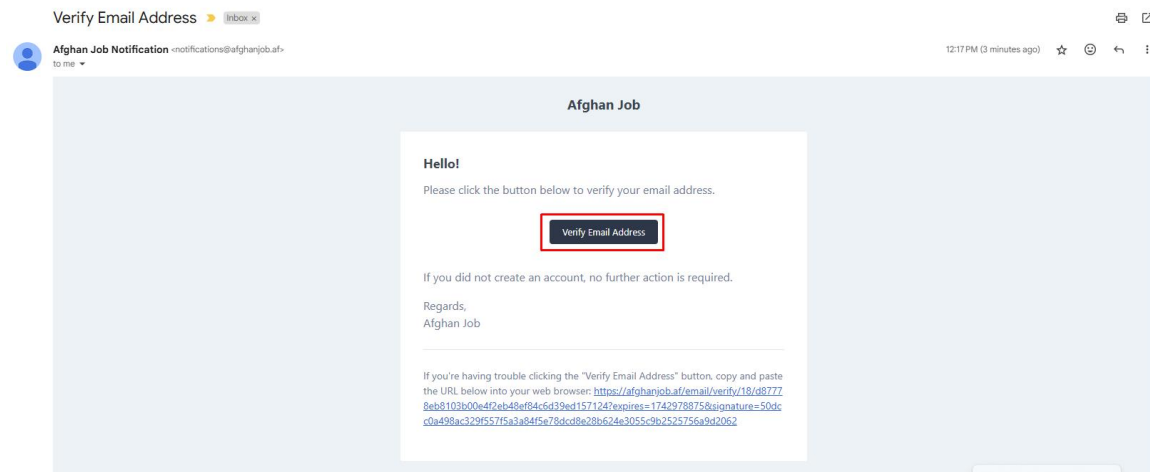 Verify Email Address Inbox x
Afghan Job Notification <notifications@afghanjob.af> 12:17 PM (3 minutes ago)
to me
Afghan Job
Hello!
Please click the button below to verify your email address.
Verify Email Address
If you did not create an account, no further action is required.
Regards,
Afghan Job
If you're having trouble clicking the "Verify Email Address" button, copy and paste
the URL below into your web browser: https://afghanjob.af/email/verify/18/d8777
8eb8103b00e4f2eb48ef84c6d39ed157124?expires=1742978875&signature=50dc
c0a498ac329f557f5a3a84f5e78dcd8e28b624e3055c9b2525756a9d2062